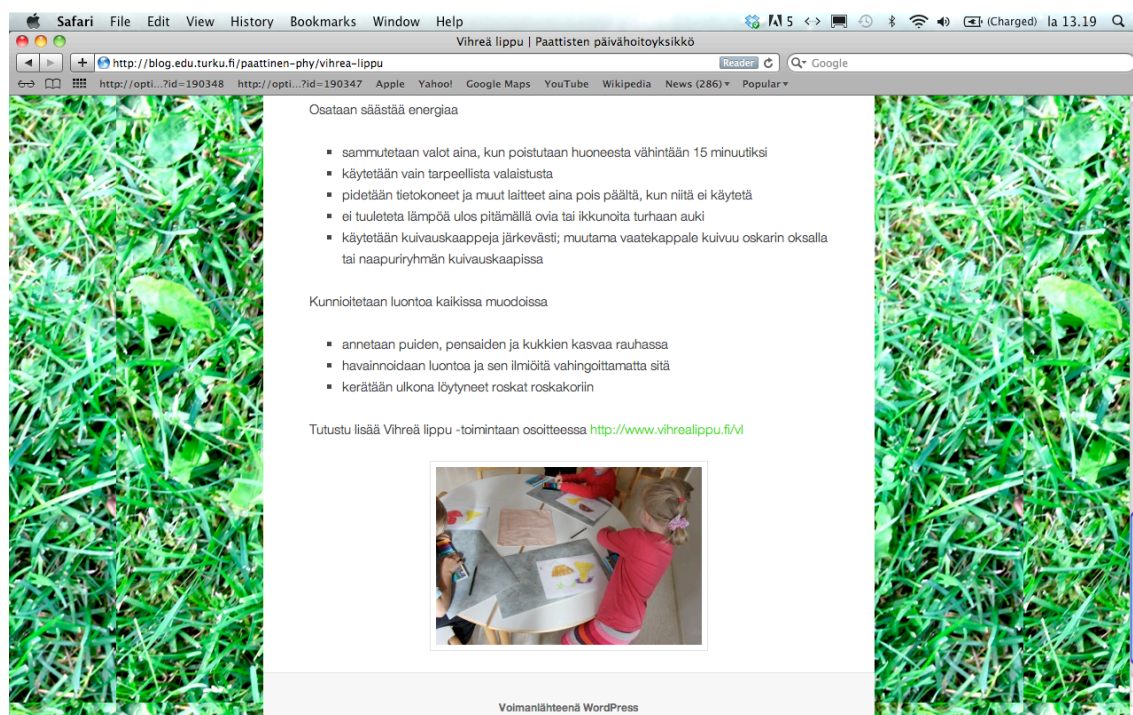 Safari File Edit View History Bookmarks Window Help 5 (Charged) la 13.19
Vihreä lippu | Paattisten päivähoitoyksikkö
http://blog.edu.turku.fi/paattinen-phy/vihrea-lippu Reader Google
http://opti...?id=190348 http://opti...?id=190347 Apple Yahoo! Google Maps YouTube Wikipedia News (286) Popular
Osataan säästää energiaa
sammutetaan valot aina, kun poistutaan huoneesta vähintään 15 minuutiksi
käytetään vain tarpeellista valaistusta
pidetään tietokoneet ja muut laitteet aina pois päältä, kun niitä ei käytetä
ei tuuleteta lämpöä ulos pitämällä ovia tai ikkunoita turhaan auki
käytetään kuivauskaappeja järkevästi; muutama vaatekappale kuivuu oskarin oksalla
tai naapuriryhmän kuivauskaapissa
Kunnioitetaan luontoa kaikissa muodoissa
annetaan puiden, pensaiden ja kukkien kasvaa rauhassa
havainnoidaan luontoa ja sen ilmiöitä vahingoittamatta sitä
kerätään ulkona löytyneet roskat roskakoriin
Tutustu lisää Vihreä lippu -toimintaan osoitteessa http://www.vihrealippu.fi/vl
Voimanlähteenä WordPress